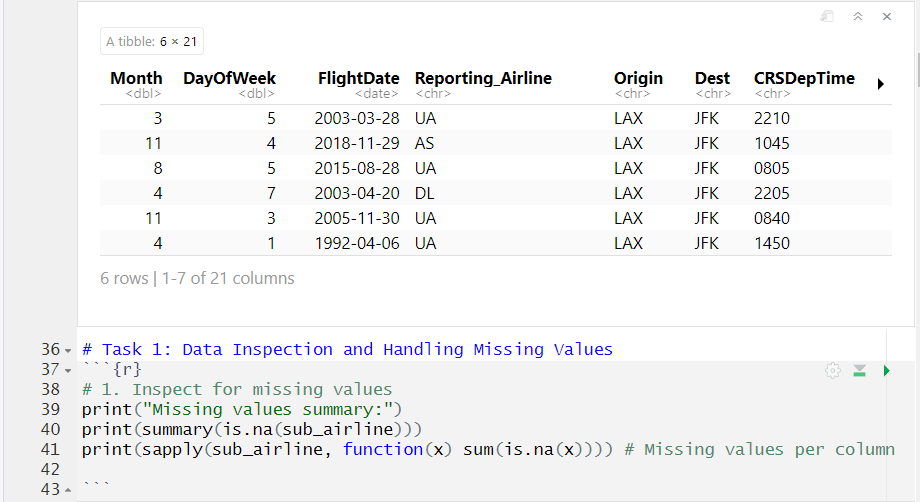 A tibble: 6 × 21
Month DayOfWeek FlightDate Reporting_Airline Origin Dest CRSDepTime
<dbl> <dbl> <date> <chr> <chr> <chr> <chr>
3 5 2003-03-28 UA LAX JFK 2210
11 4 2018-11-29 AS LAX JFK 1045
8 5 2015-08-28 UA LAX JFK 0805
4 7 2003-04-20 DL LAX JFK 2205
11 3 2005-11-30 UA LAX JFK 0840
4 1 1992-04-06 UA LAX JFK 1450
6 rows | 1-7 of 21 columns
36 # Task 1: Data Inspection and Handling Missing Values
37 ```{r}
38 # 1. Inspect for missing values
39 print("Missing values summary:")
40 print(summary(is.na(sub_airline)))
41 print(sapply(sub_airline, function(x) sum(is.na(x)))) # Missing values per column
42
43 ```